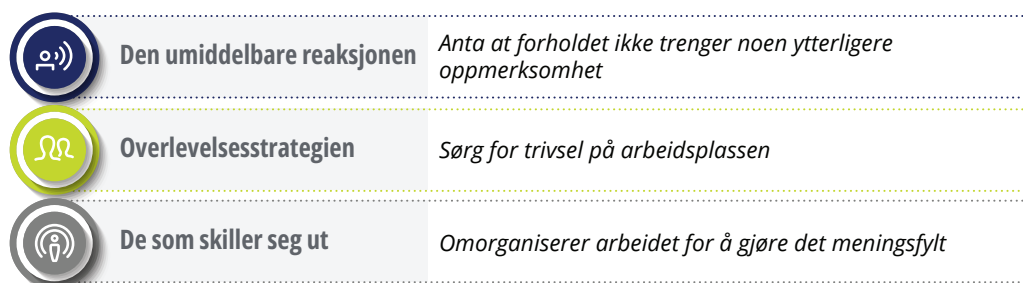 Den umiddelbare reaksjonen
Anta at forholdet ikke trenger noen ytterligere
oppmerksomhet
Overlevelsesstrategien
Sørg for trivsel på arbeidsplassen
De som skiller seg ut
Omorganiserer arbeidet for å gjøre det meningsfylt